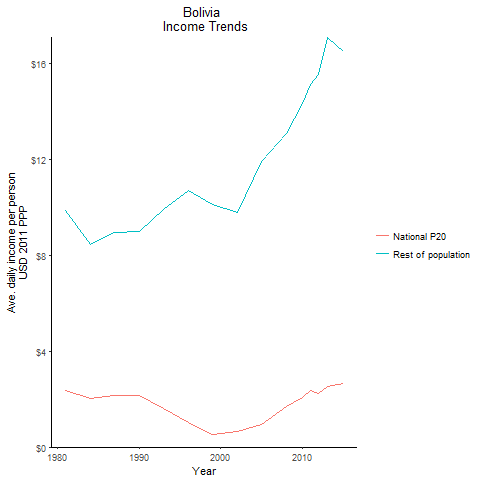 Bolivia
Income Trends
$16
$12
$8
$4
$0
Ave. daily income per person
USD 2011 PPP
1980
1990
2000
2010
Year
National P20
Rest of population